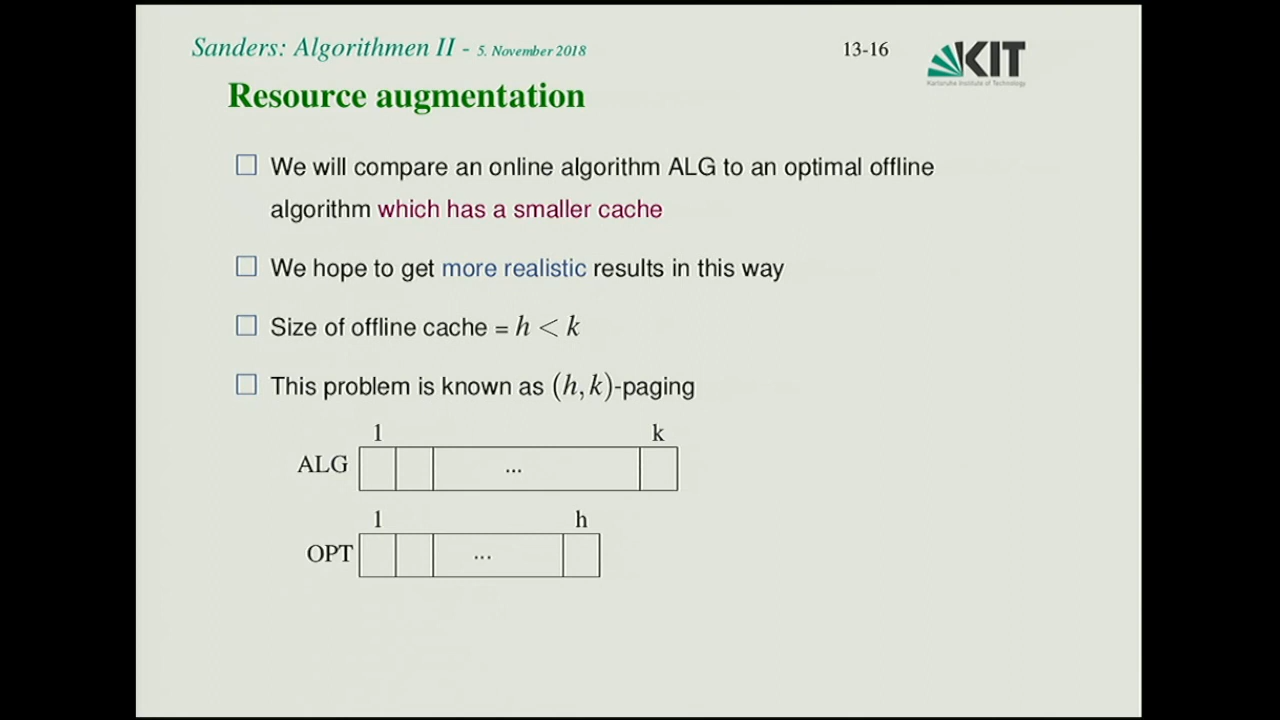 Sanders: Algorithmen II - 5. November 2018
13-16
KIT
Karlsruhe Institute of Technology
Resource augmentation
We will compare an online algorithm ALG to an optimal offline
algorithm which has a smaller cache
We hope to get more realistic results in this way
Size of offline cache = h < k
This problem is known as (h, k)-paging
1 k
ALG ...
1 h
OPT ...